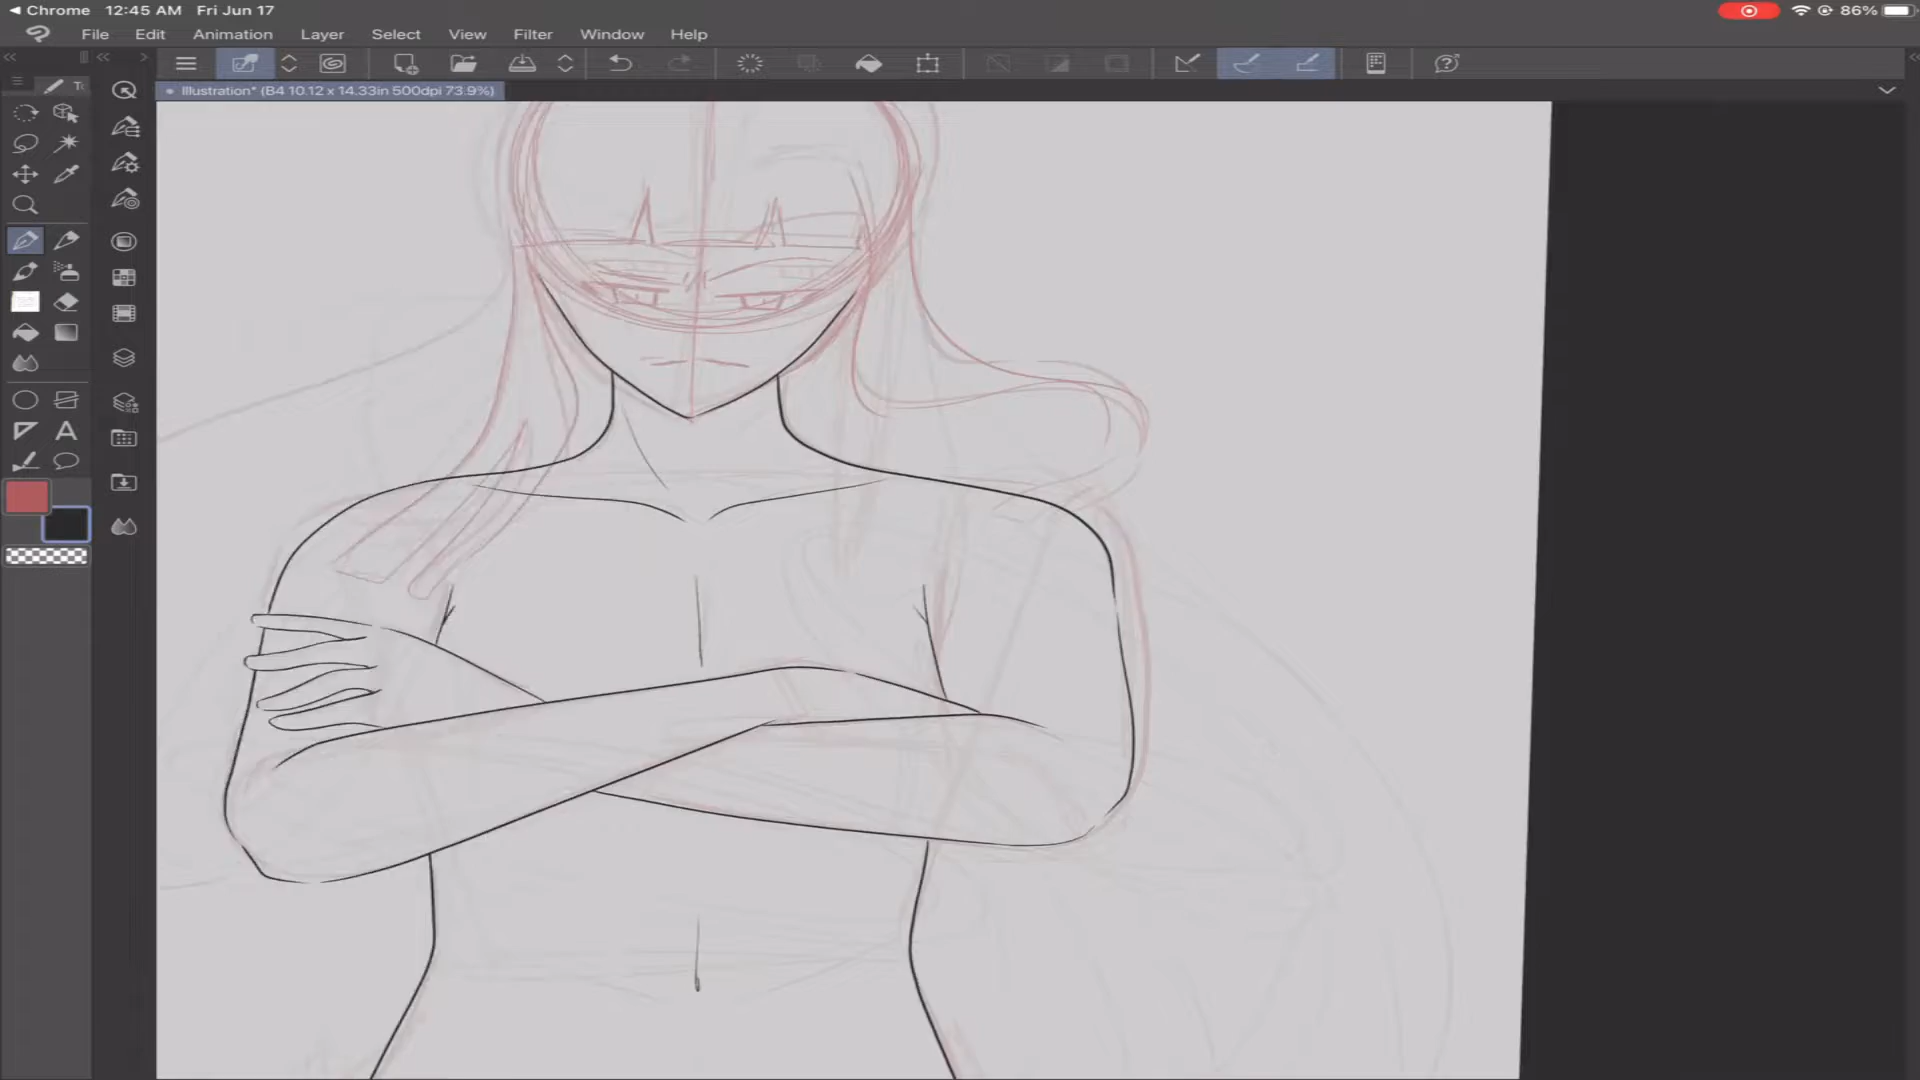 Chrome 12:45 AM Fri Jun 17 86%
File Edit Animation Layer Select View Window Filter Window Help
Illustration* (B4 10.12 x 14.33in 500dpi 73.9%)
A